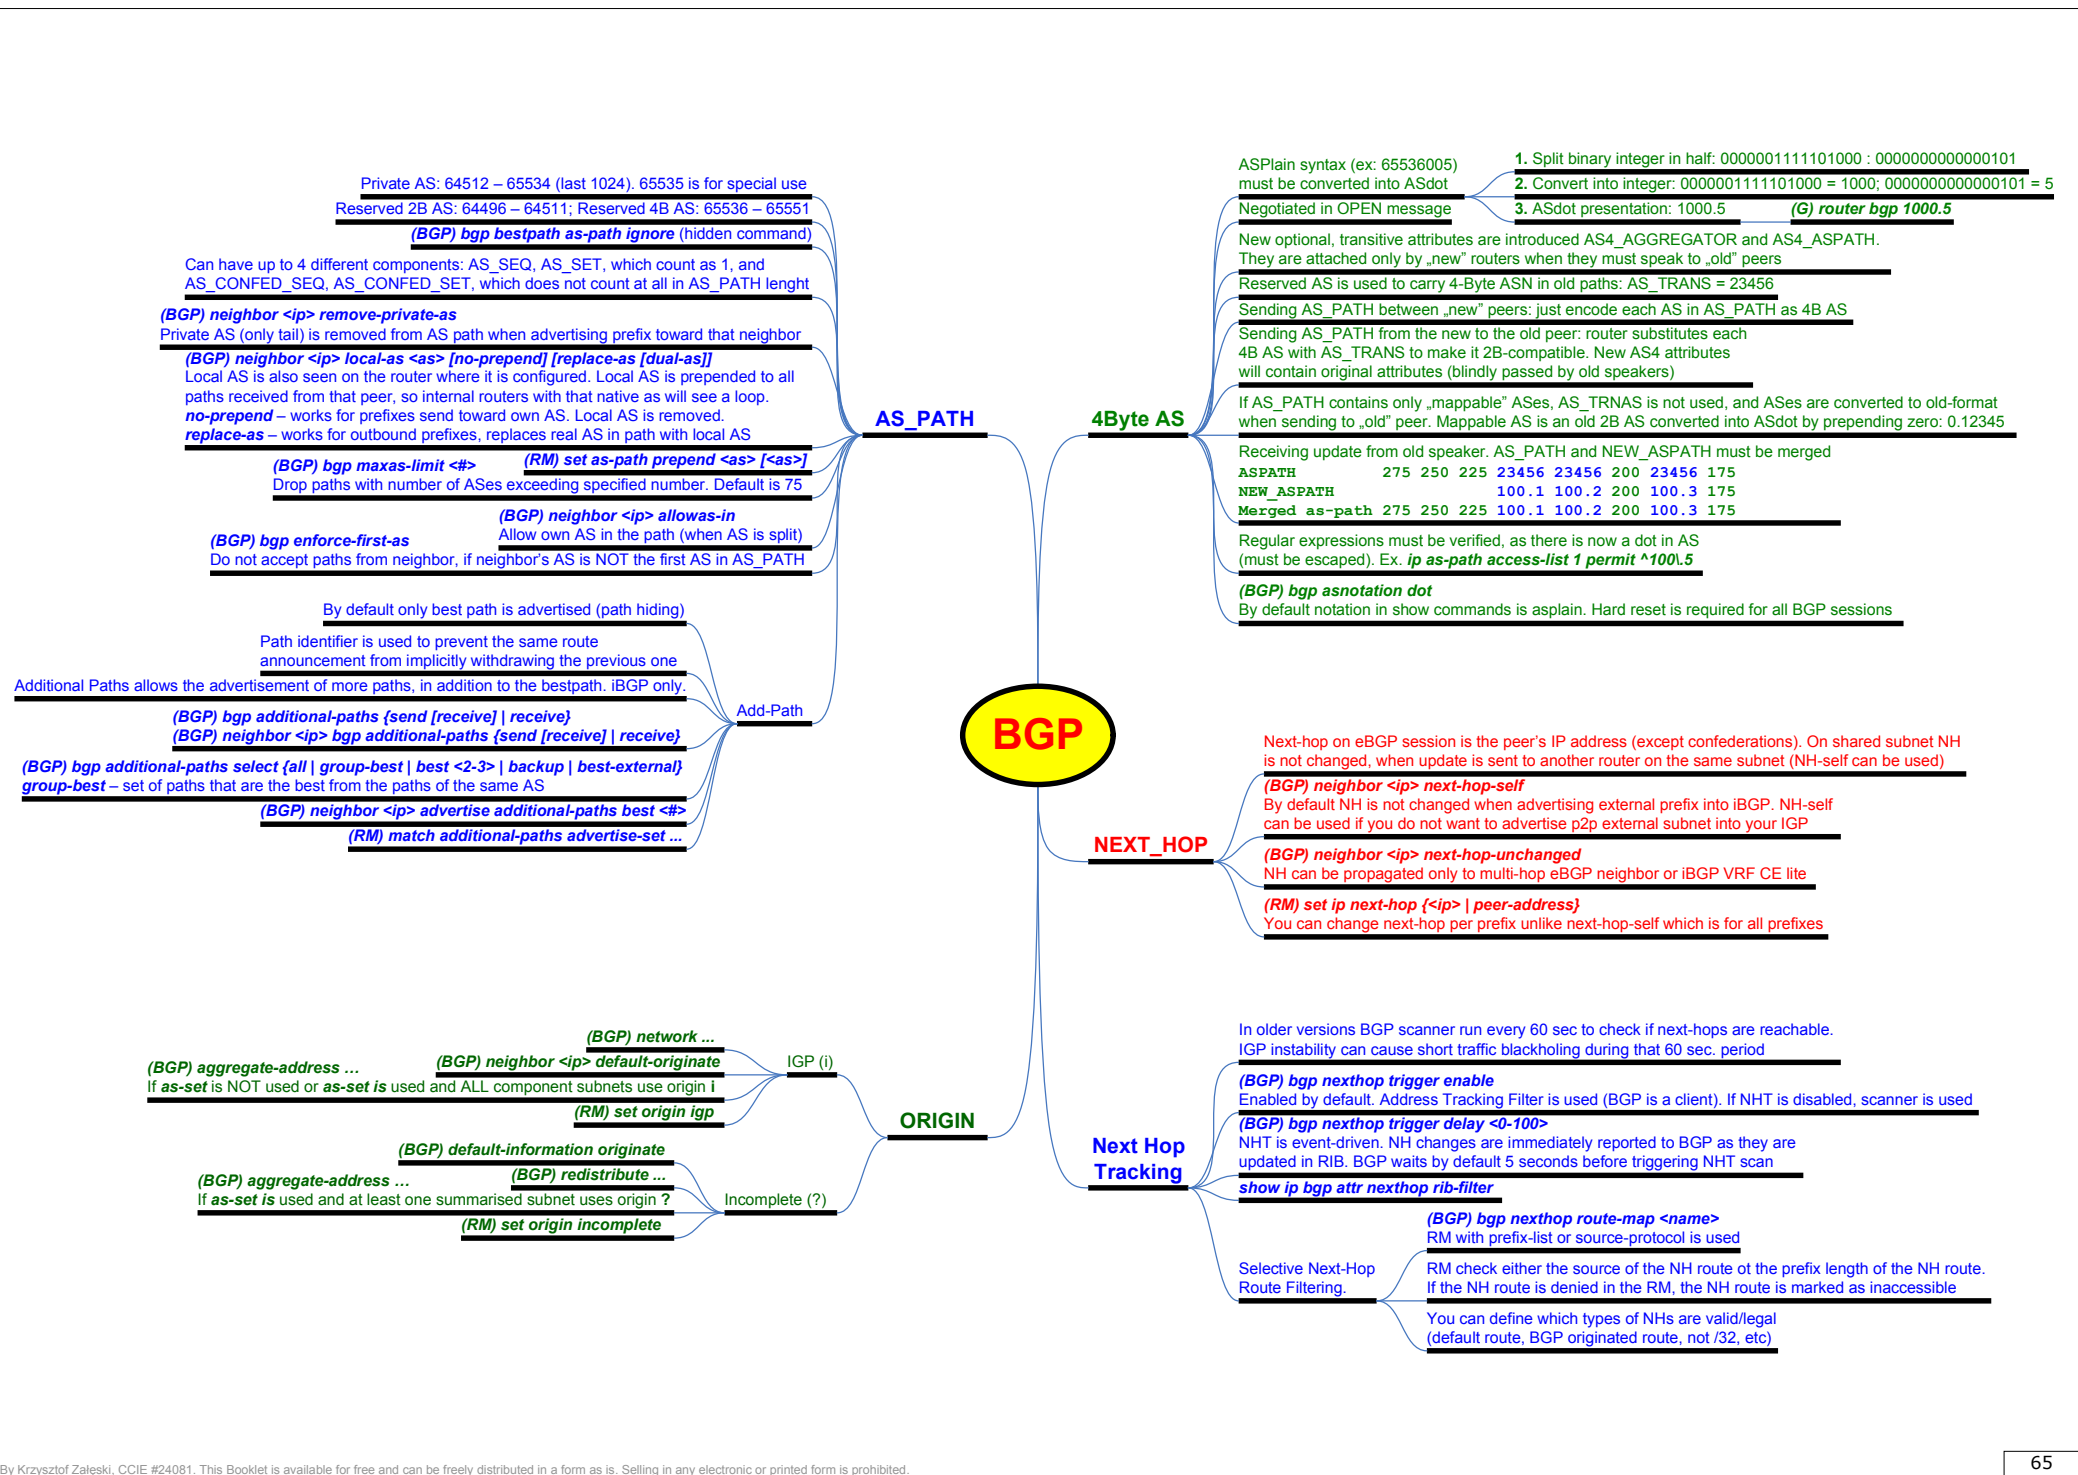 Private AS: 64512 – 65534 (last 1024). 65535 is for special use
Reserved 2B AS: 64496 – 64511; Reserved 4B AS: 65536 – 65551
(BGP) bgp bestpath as-path ignore (hidden command)
Can have up to 4 different components: AS_SEQ, AS_SET, which count as 1, and
AS_CONFED_SEQ, AS_CONFED_SET, which does not count at all in AS_PATH lenght
(BGP) neighbor <ip> remove-private-as
Private AS (only tail) is removed from AS path when advertising prefix toward that neighbor
(BGP) neighbor <ip> local-as <as> [no-prepend] [replace-as [dual-as]]
Local AS is also seen on the router where it is configured. Local AS is prepended to all
paths received from that peer, so internal routers with that native as will see a loop.
no-prepend – works for prefixes send toward own AS. Local AS is removed.
replace-as – works for outbound prefixes, replaces real AS in path with local AS
(RM) set as-path prepend <as> [<as>]
(BGP) bgp maxas-limit <#>
Drop paths with number of ASes exceeding specified number. Default is 75
(BGP) neighbor <ip> allowas-in
Allow own AS in the path (when AS is split)
(BGP) bgp enforce-first-as
Do not accept paths from neighbor, if neighbor's AS is NOT the first AS in AS_PATH
AS_PATH
By default only best path is advertised (path hiding)
Path identifier is used to prevent the same route
announcement from implicitly withdrawing the previous one
Additional Paths allows the advertisement of more paths, in addition to the bestpath. iBGP only.
Add-Path
(BGP) bgp additional-paths {send [receive] | receive}
(BGP) neighbor <ip> bgp additional-paths {send [receive] | receive}
(BGP) bgp additional-paths select {all | group-best | best <2-3> | backup | best-external}
group-best – set of paths that are the best from the paths of the same AS
(BGP) neighbor <ip> advertise additional-paths best <#>
(RM) match additional-paths advertise-set ...
BGP
(BGP) network ...
(BGP) neighbor <ip> default-originate
IGP (i)
(BGP) aggregate-address …
If as-set is NOT used or as-set is used and ALL component subnets use origin i
(RM) set origin igp
ORIGIN
(BGP) default-information originate
(BGP) redistribute ...
(BGP) aggregate-address …
If as-set is used and at least one summarised subnet uses origin ?
Incomplete (?)
(RM) set origin incomplete
4Byte AS
ASPlain syntax (ex: 65536005)
must be converted into ASdot
1. Split binary integer in half: 0000001111101000 : 0000000000000101
2. Convert into integer: 0000001111101000 = 1000; 0000000000000101 = 5
3. ASdot presentation: 1000.5
(G) router bgp 1000.5
Negotiated in OPEN message
New optional, transitive attributes are introduced AS4_AGGREGATOR and AS4_ASPATH.
They are attached only by „new” routers when they must speak to „old” peers
Reserved AS is used to carry 4-Byte ASN in old paths: AS_TRANS = 23456
Sending AS_PATH between „new” peers: just encode each AS in AS_PATH as 4B AS
Sending AS_PATH from the new to the old peer: router substitutes each
4B AS with AS_TRANS to make it 2B-compatible. New AS4 attributes
will contain original attributes (blindly passed by old speakers)
If AS_PATH contains only „mappable” ASes, AS_TRNAS is not used, and ASes are converted to old-format
when sending to „old” peer. Mappable AS is an old 2B AS converted into ASdot by prepending zero: 0.12345
Receiving update from old speaker. AS_PATH and NEW_ASPATH must be merged
ASPATH 275 250 225 23456 23456 200 23456 175
NEW_ASPATH 100.1 100.2 200 100.3 175
Merged as-path 275 250 225 100.1 100.2 200 100.3 175
Regular expressions must be verified, as there is now a dot in AS
(must be escaped). Ex. ip as-path access-list 1 permit ^100\.5
(BGP) bgp asnotation dot
By default notation in show commands is asplain. Hard reset is required for all BGP sessions
NEXT_HOP
Next-hop on eBGP session is the peer's IP address (except confederations). On shared subnet NH
is not changed, when update is sent to another router on the same subnet (NH-self can be used)
(BGP) neighbor <ip> next-hop-self
By default NH is not changed when advertising external prefix into iBGP. NH-self
can be used if you do not want to advertise p2p external subnet into your IGP
(BGP) neighbor <ip> next-hop-unchanged
NH can be propagated only to multi-hop eBGP neighbor or iBGP VRF CE lite
(RM) set ip next-hop {<ip> | peer-address}
You can change next-hop per prefix unlike next-hop-self which is for all prefixes
Next Hop
Tracking
In older versions BGP scanner run every 60 sec to check if next-hops are reachable.
IGP instability can cause short traffic blackholing during that 60 sec. period
(BGP) bgp nexthop trigger enable
Enabled by default. Address Tracking Filter is used (BGP is a client). If NHT is disabled, scanner is used
(BGP) bgp nexthop trigger delay <0-100>
NHT is event-driven. NH changes are immediately reported to BGP as they are
updated in RIB. BGP waits by default 5 seconds before triggering NHT scan
show ip bgp attr nexthop rib-filter
Selective Next-Hop
Route Filtering.
(BGP) bgp nexthop route-map <name>
RM with prefix-list or source-protocol is used
RM check either the source of the NH route ot the prefix length of the NH route.
If the NH route is denied in the RM, the NH route is marked as inaccessible
You can define which types of NHs are valid/legal
(default route, BGP originated route, not /32, etc)
By Krzysztof Załęski, CCIE #24081. This Booklet is available for free and can be freely distributed in a form as is. Selling in any electronic or printed form is prohibited.
65